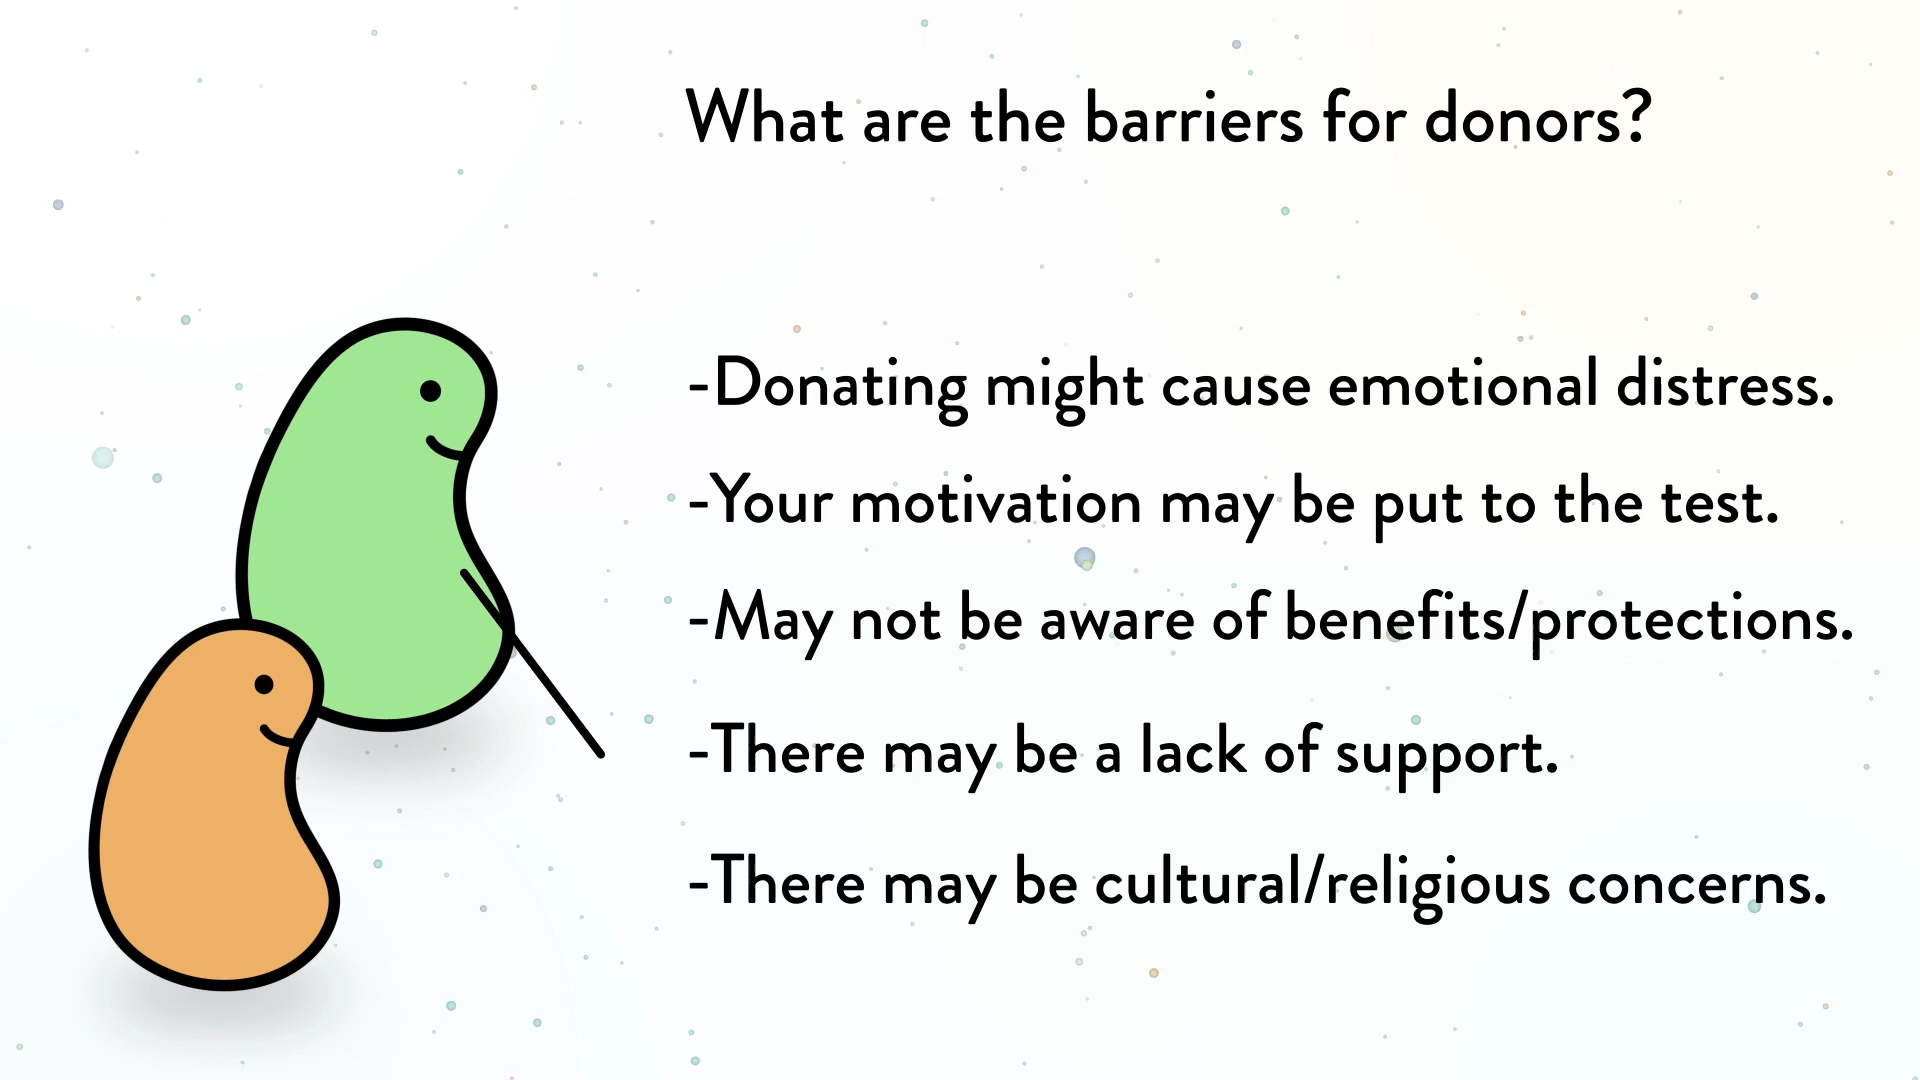 What are the barriers for donors?
-Donating might cause emotional distress.
-Your motivation may be put to the test.
-May not be aware of benefits/protections.
-There may be a lack of support.
-There may be cultural/religious concerns.